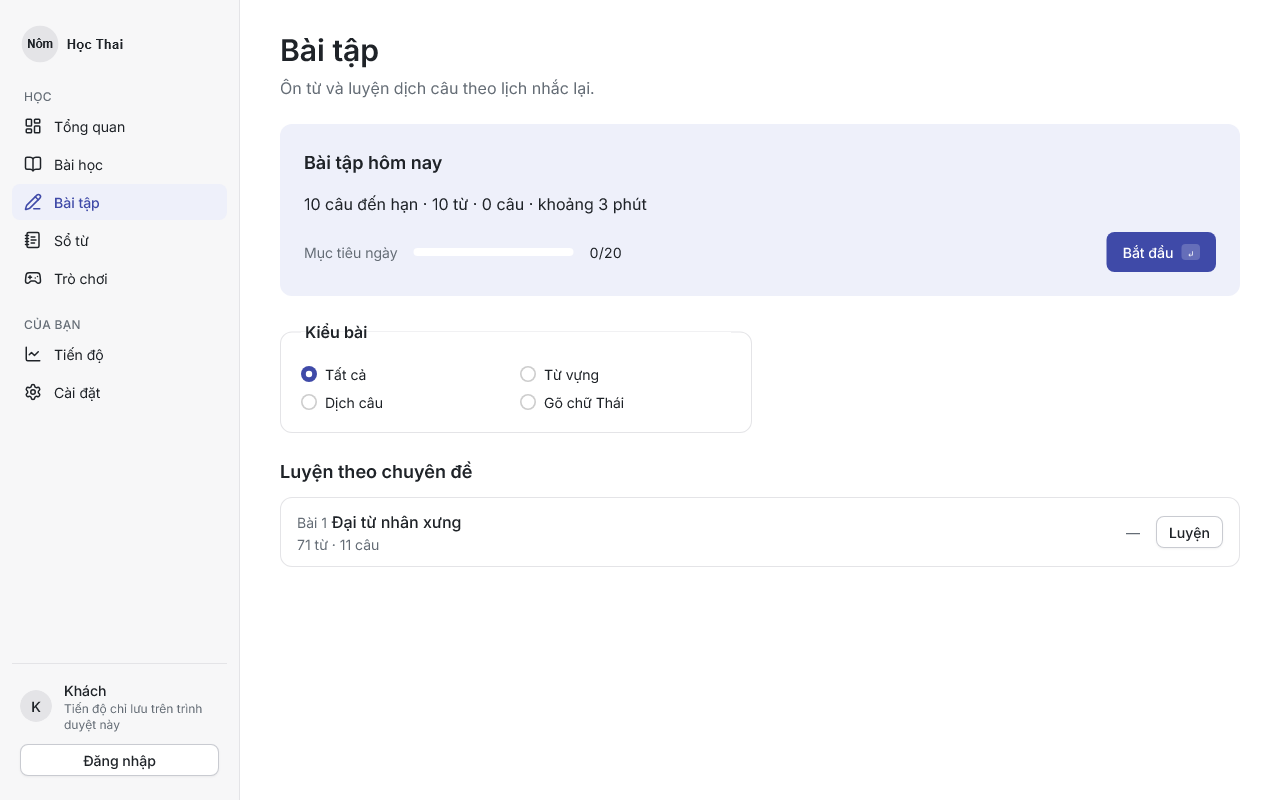 Nôm
Học Thai
HỌC
Tổng quan
Bài học
Bài tập
Sổ từ
Trò chơi
CỦA BẠN
Tiến độ
Cài đặt
K
Khách
Tiến độ chỉ lưu trên trình
duyệt này
Đăng nhập
Bài tập
Ôn từ và luyện dịch câu theo lịch nhắc lại.
Bài tập hôm nay
10 câu đến hạn · 10 từ · 0 câu · khoảng 3 phút
Mục tiêu ngày 0/20
Bắt đầu ↵
Kiểu bài
Tất cả
Từ vựng
Dịch câu
Gõ chữ Thái
Luyện theo chuyên đề
Bài 1 Đại từ nhân xưng
71 từ · 11 câu
— Luyện